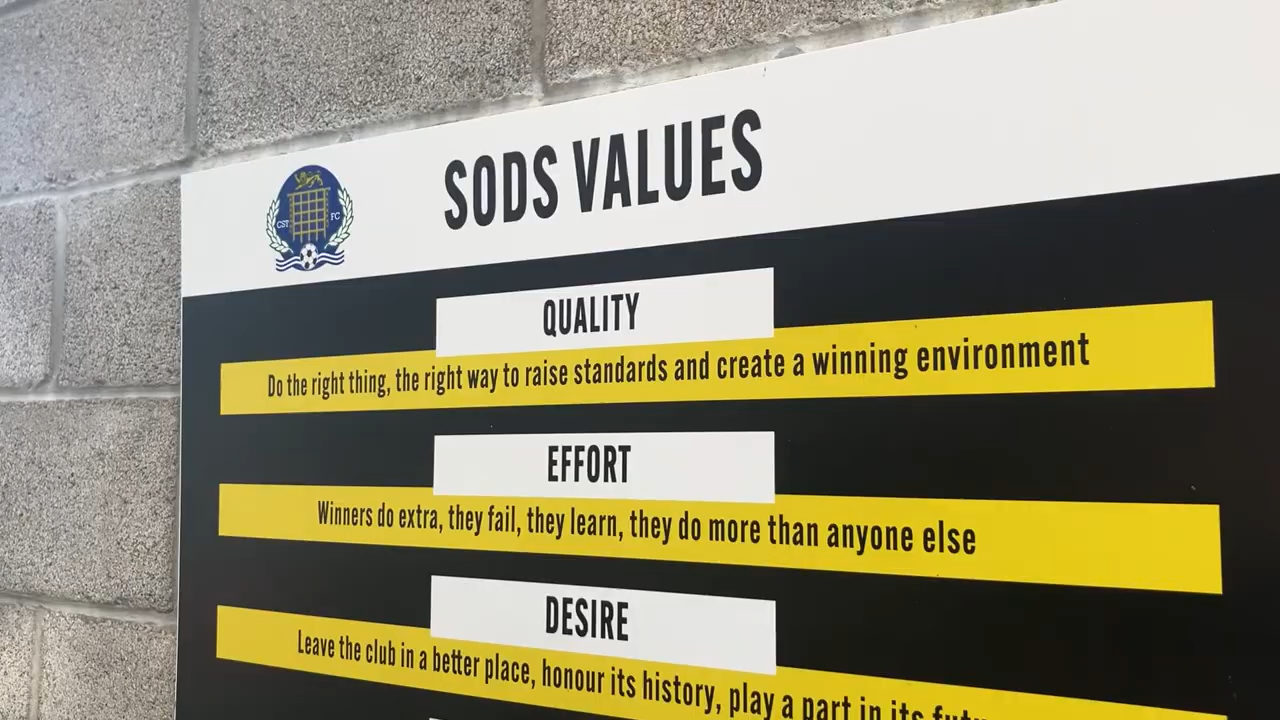 CST FC
SODS VALUES
QUALITY
Do the right thing, the right way to raise standards and create a winning environment
EFFORT
Winners do extra, they fail, they learn, they do more than anyone else
DESIRE
Leave the club in a better place, honour its history, play a part in its